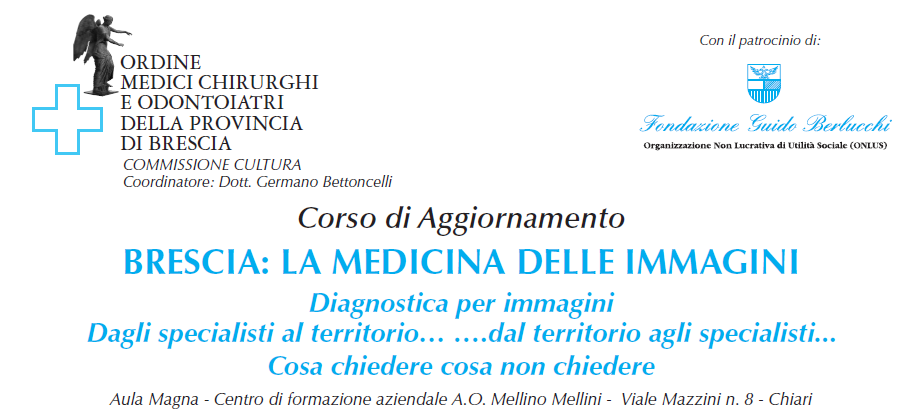 ORDINE
MEDICI CHIRURGHI
E ODONTOIATRI
DELLA PROVINCIA
DI BRESCIA
COMMISSIONE CULTURA
Coordinatore: Dott. Germano Bettoncelli
Con il patrocinio di:
Fondazione Guido Berlucchi
Organizzazione Non Lucrativa di Utilità Sociale (ONLUS)
Corso di Aggiornamento
BRESCIA: LA MEDICINA DELLE IMMAGINI
Diagnostica per immagini
Dagli specialisti al territorio… ….dal territorio agli specialisti...
Cosa chiedere cosa non chiedere
Aula Magna - Centro di formazione aziendale A.O. Mellino Mellini - Viale Mazzini n. 8 - Chiari